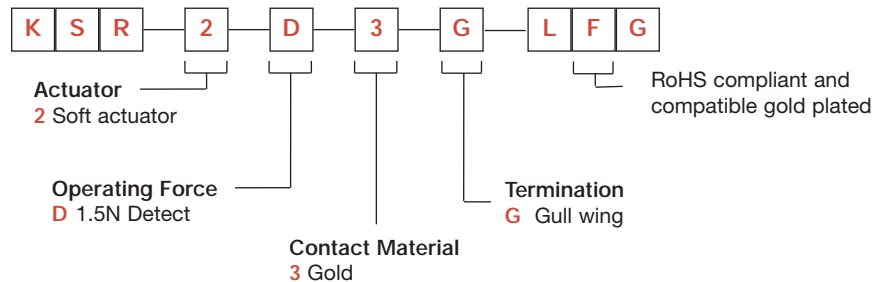 K S R 2 D 3 G L F G
Actuator
2 Soft actuator
RoHS compliant and
compatible gold plated
Operating Force
D 1.5N Detect
Termination
G Gull wing
Contact Material
3 Gold